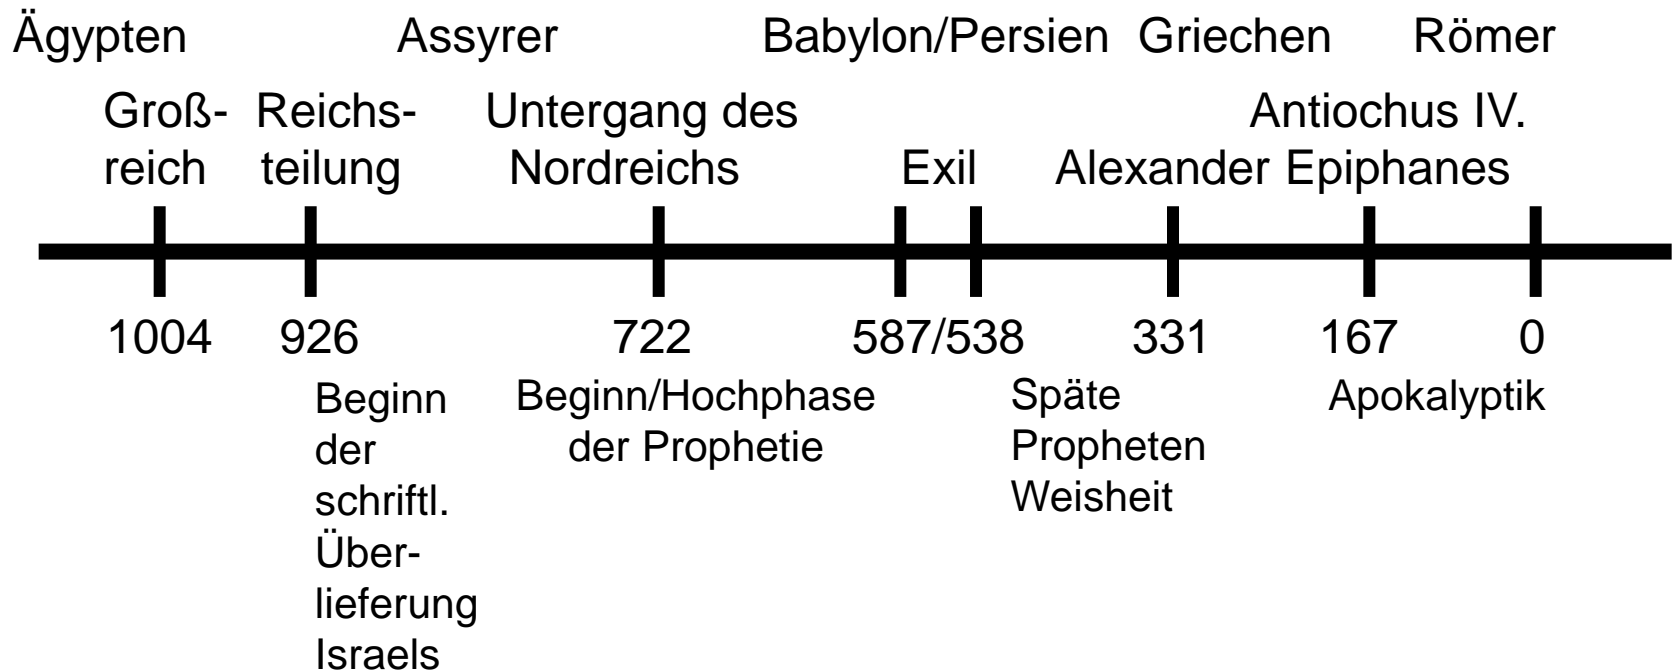 Ägypten Assyrer Babylon/Persien Griechen Römer
Groß- Reichs- Untergang des Antiochus IV.
reich teilung Nordreichs Exil Alexander Epiphanes
1004 926 722 587/538 331 167 0
Beginn
der
schriftl.
Über-
lieferung
Israels
Beginn/Hochphase
der Prophetie
Späte
Propheten
Weisheit
Apokalyptik